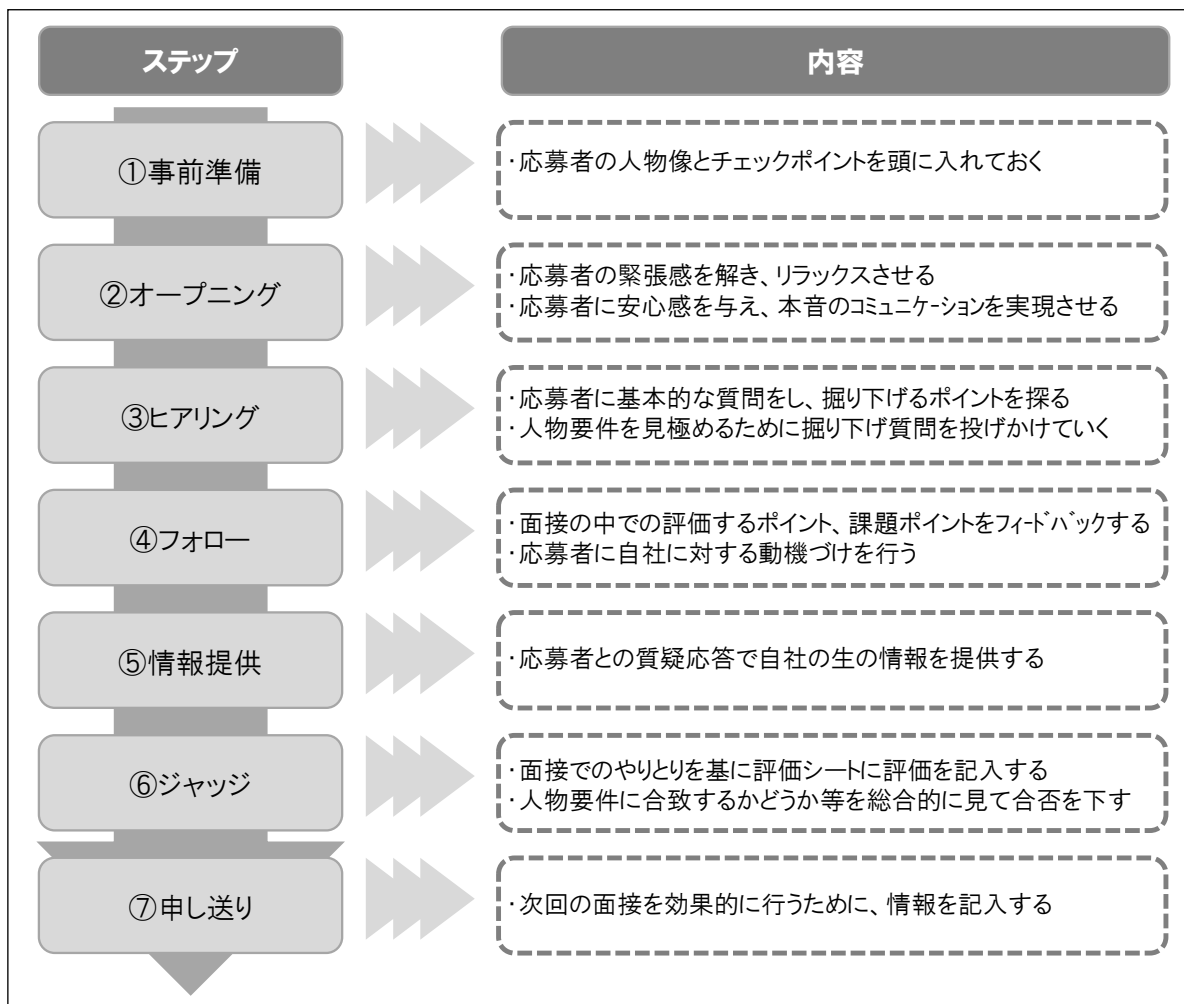 ステップ
内容
①事前準備
・応募者の人物像とチェックポイントを頭に入れておく
②オープニング
・応募者の緊張感を解き、リラックスさせる
・応募者に安心感を与え、本音のｺﾐｭﾆｹｰｼｮﾝを実現させる
③ヒアリング
・応募者に基本的な質問をし、掘り下げるポイントを探る
・人物要件を見極めるために掘り下げ質問を投げかけていく
④フォロー
・面接の中での評価するポイント、課題ポイントをﾌｨｰﾄﾞﾊﾞｯｸする
・応募者に自社に対する動機づけを行う
⑤情報提供
・応募者との質疑応答で自社の生の情報を提供する
⑥ジャッジ
・面接でのやりとりを基に評価シートに評価を記入する
・人物要件に合致するかどうか等を総合的に見て合否を下す
⑦申し送り
・次回の面接を効果的に行うために、情報を記入する